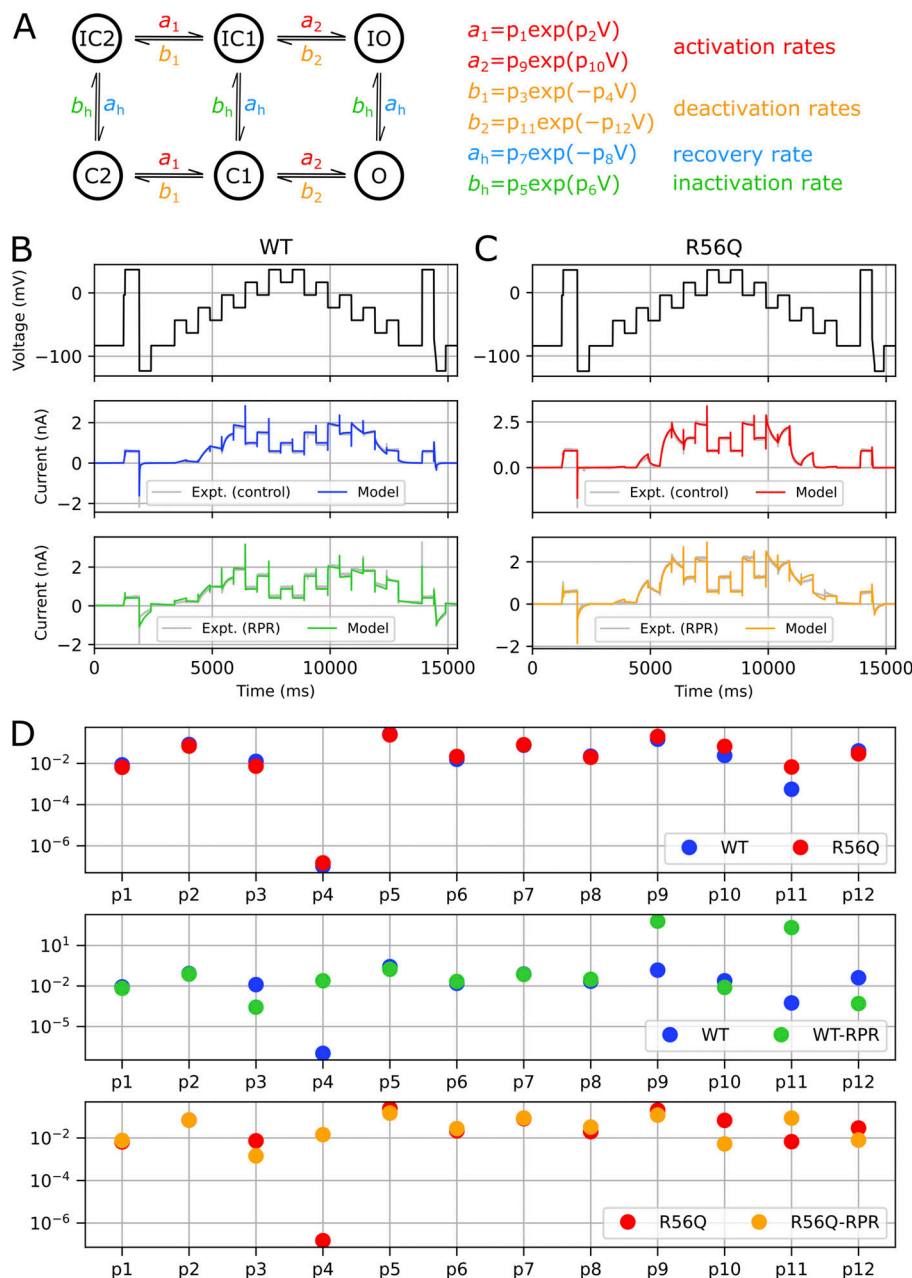 A
IC2 a1 IC1 a2 IO
b1 b2
bh ah bh ah bh ah
C2 a1 C1 a2 O
b1 b2
a1=p1exp(p2V)
a2=p9exp(p10V)
activation rates
b1=p3exp(−p4V)
b2=p11exp(−p12V)
deactivation rates
ah=p7exp(−p8V) recovery rate
bh=p5exp(p6V) inactivation rate
B WT
Voltage (mV)
0
−100
Current (nA)
2
0
−2
Expt. (control) Model
Current (nA)
2
0
−2
Expt. (RPR) Model
0 5000 10000 15000
Time (ms)
C R56Q
2.5
0.0
Expt. (control) Model
2
0
−2
Expt. (RPR) Model
0 5000 10000 15000
Time (ms)
D
10−2
10−4
10−6
WT R56Q
p1 p2 p3 p4 p5 p6 p7 p8 p9 p10 p11 p12
101
10−2
10−5
WT WT-RPR
p1 p2 p3 p4 p5 p6 p7 p8 p9 p10 p11 p12
10−2
10−4
10−6
R56Q R56Q-RPR
p1 p2 p3 p4 p5 p6 p7 p8 p9 p10 p11 p12